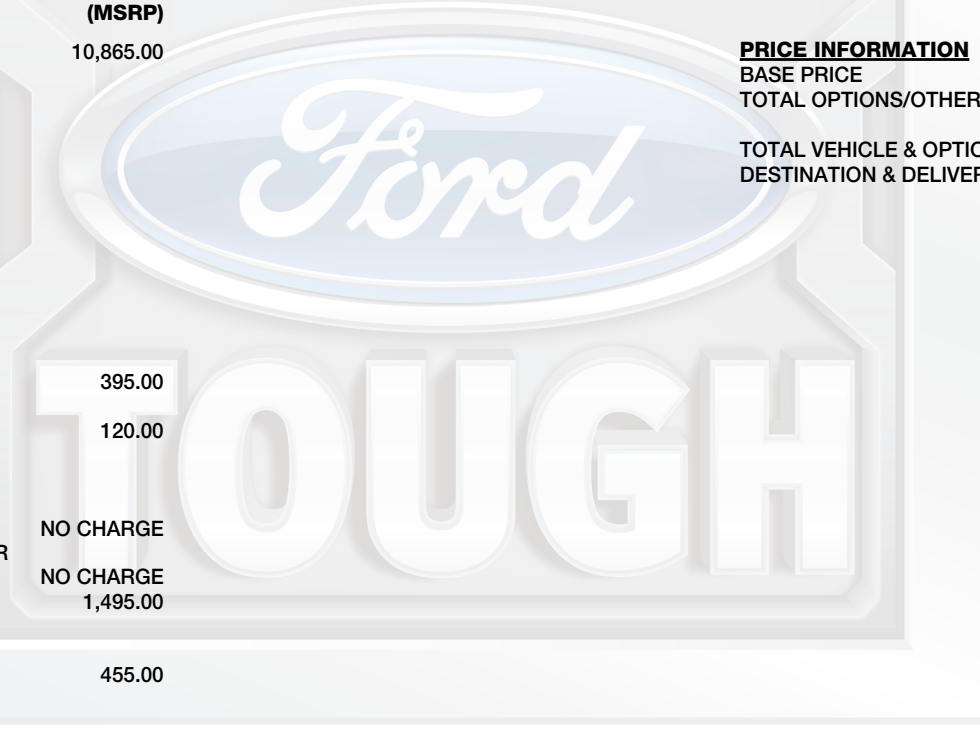 (MSRP)
10,865.00
395.00
120.00
NO CHARGE
R
NO CHARGE
1,495.00
455.00
PRICE INFORMATION
BASE PRICE
TOTAL OPTIONS/OTHER
TOTAL VEHICLE & OPTIO
DESTINATION & DELIVER
Ford
TOUGH